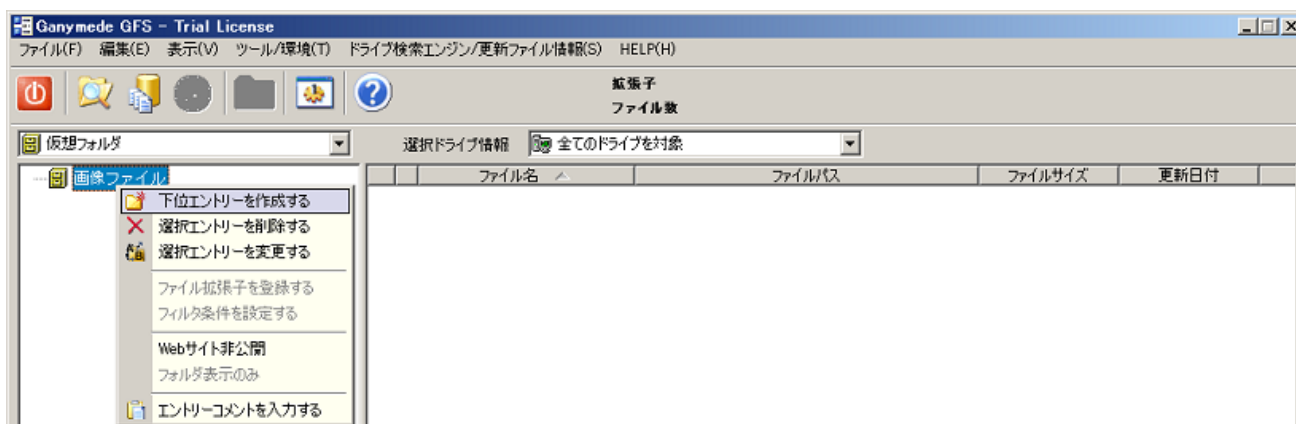 Ganymede GFS - Trial License
ファイル(F) 編集(E) 表示(V) ツール/環境(T) ドライブ検索エンジン/更新ファイル情報(S) HELP(H)
拡張子
ファイル数
仮想フォルダ 選択ドライブ情報 全てのドライブを対象
画像ファイル ファイル名 ファイルパス ファイルサイズ 更新日付
下位エントリーを作成する
選択エントリーを削除する
選択エントリーを変更する
ファイル拡張子を登録する
フィルタ条件を設定する
Webサイト非公開
フォルダ表示のみ
エントリーコメントを入力する